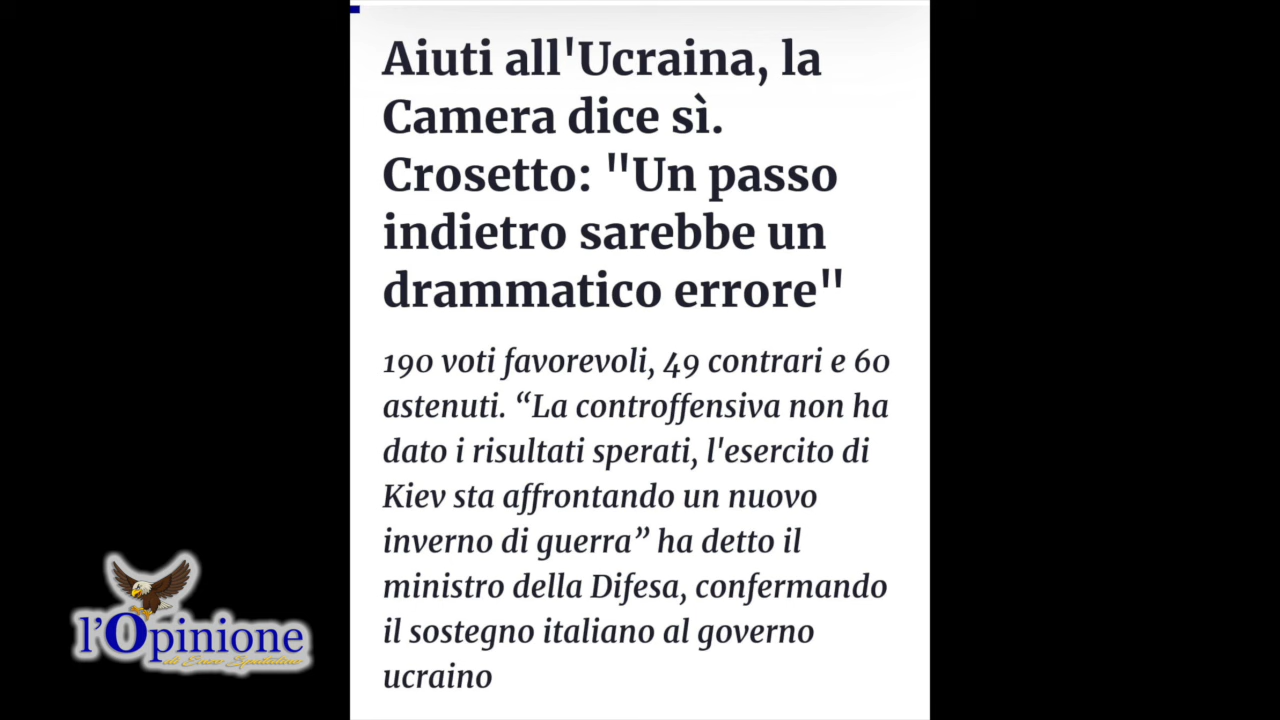 Aiuti all'Ucraina, la
Camera dice sì.
Crosetto: "Un passo
indietro sarebbe un
drammatico errore"
190 voti favorevoli, 49 contrari e 60
astenuti. “La controffensiva non ha
dato i risultati sperati, l'esercito di
Kiev sta affrontando un nuovo
inverno di guerra” ha detto il
ministro della Difesa, confermando
il sostegno italiano al governo
ucraino
l'Opinione